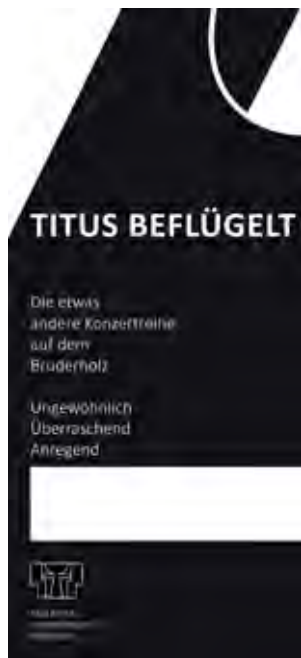 TITUS BEFLÜGELT
Die etwas
andere Konzertreihe
auf dem
Bruderholz
Ungewöhnlich
Überraschend
Anregend